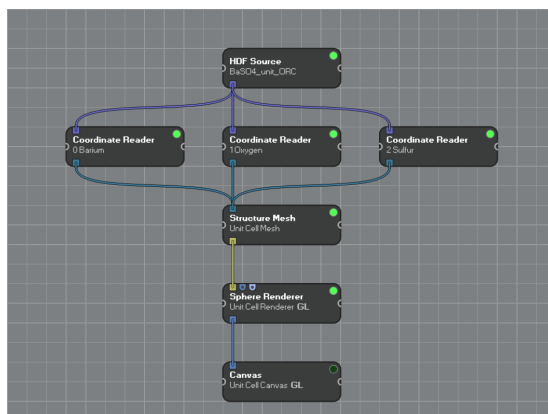 HDF Source
BaSO4_unit_ORC
Coordinate Reader
0 Barium
Coordinate Reader
1 Oxygen
Coordinate Reader
2 Sulfur
Structure Mesh
Unit Cell Mesh
Sphere Renderer
Unit Cell Renderer GL
Canvas
Unit Cell Canvas GL